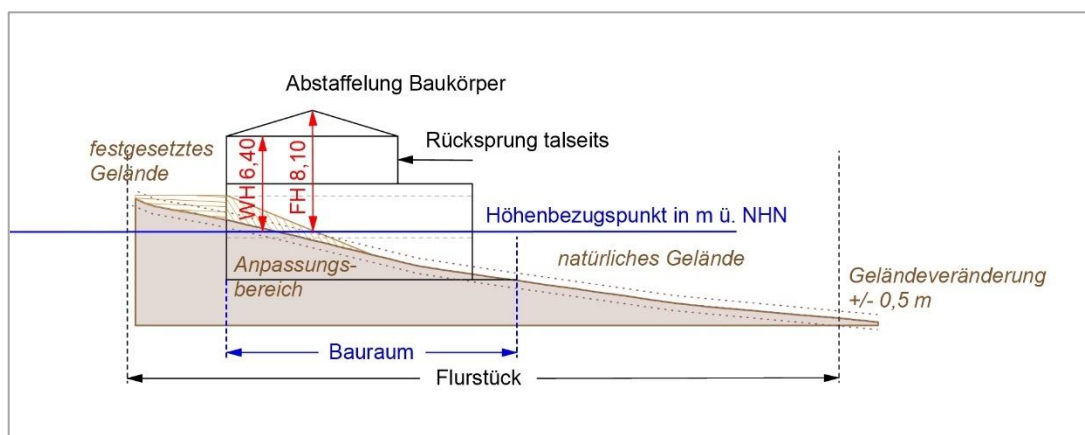 Abstaffelung Baukörper
festgesetztes
Gelände
Rücksprung talseits
WH 6,40
FH 8,10
Höhenbezugspunkt in m ü. NHN
Anpassungs-
bereich
natürliches Gelände
Geländeveränderung
+/- 0,5 m
Bauraum
Flurstück